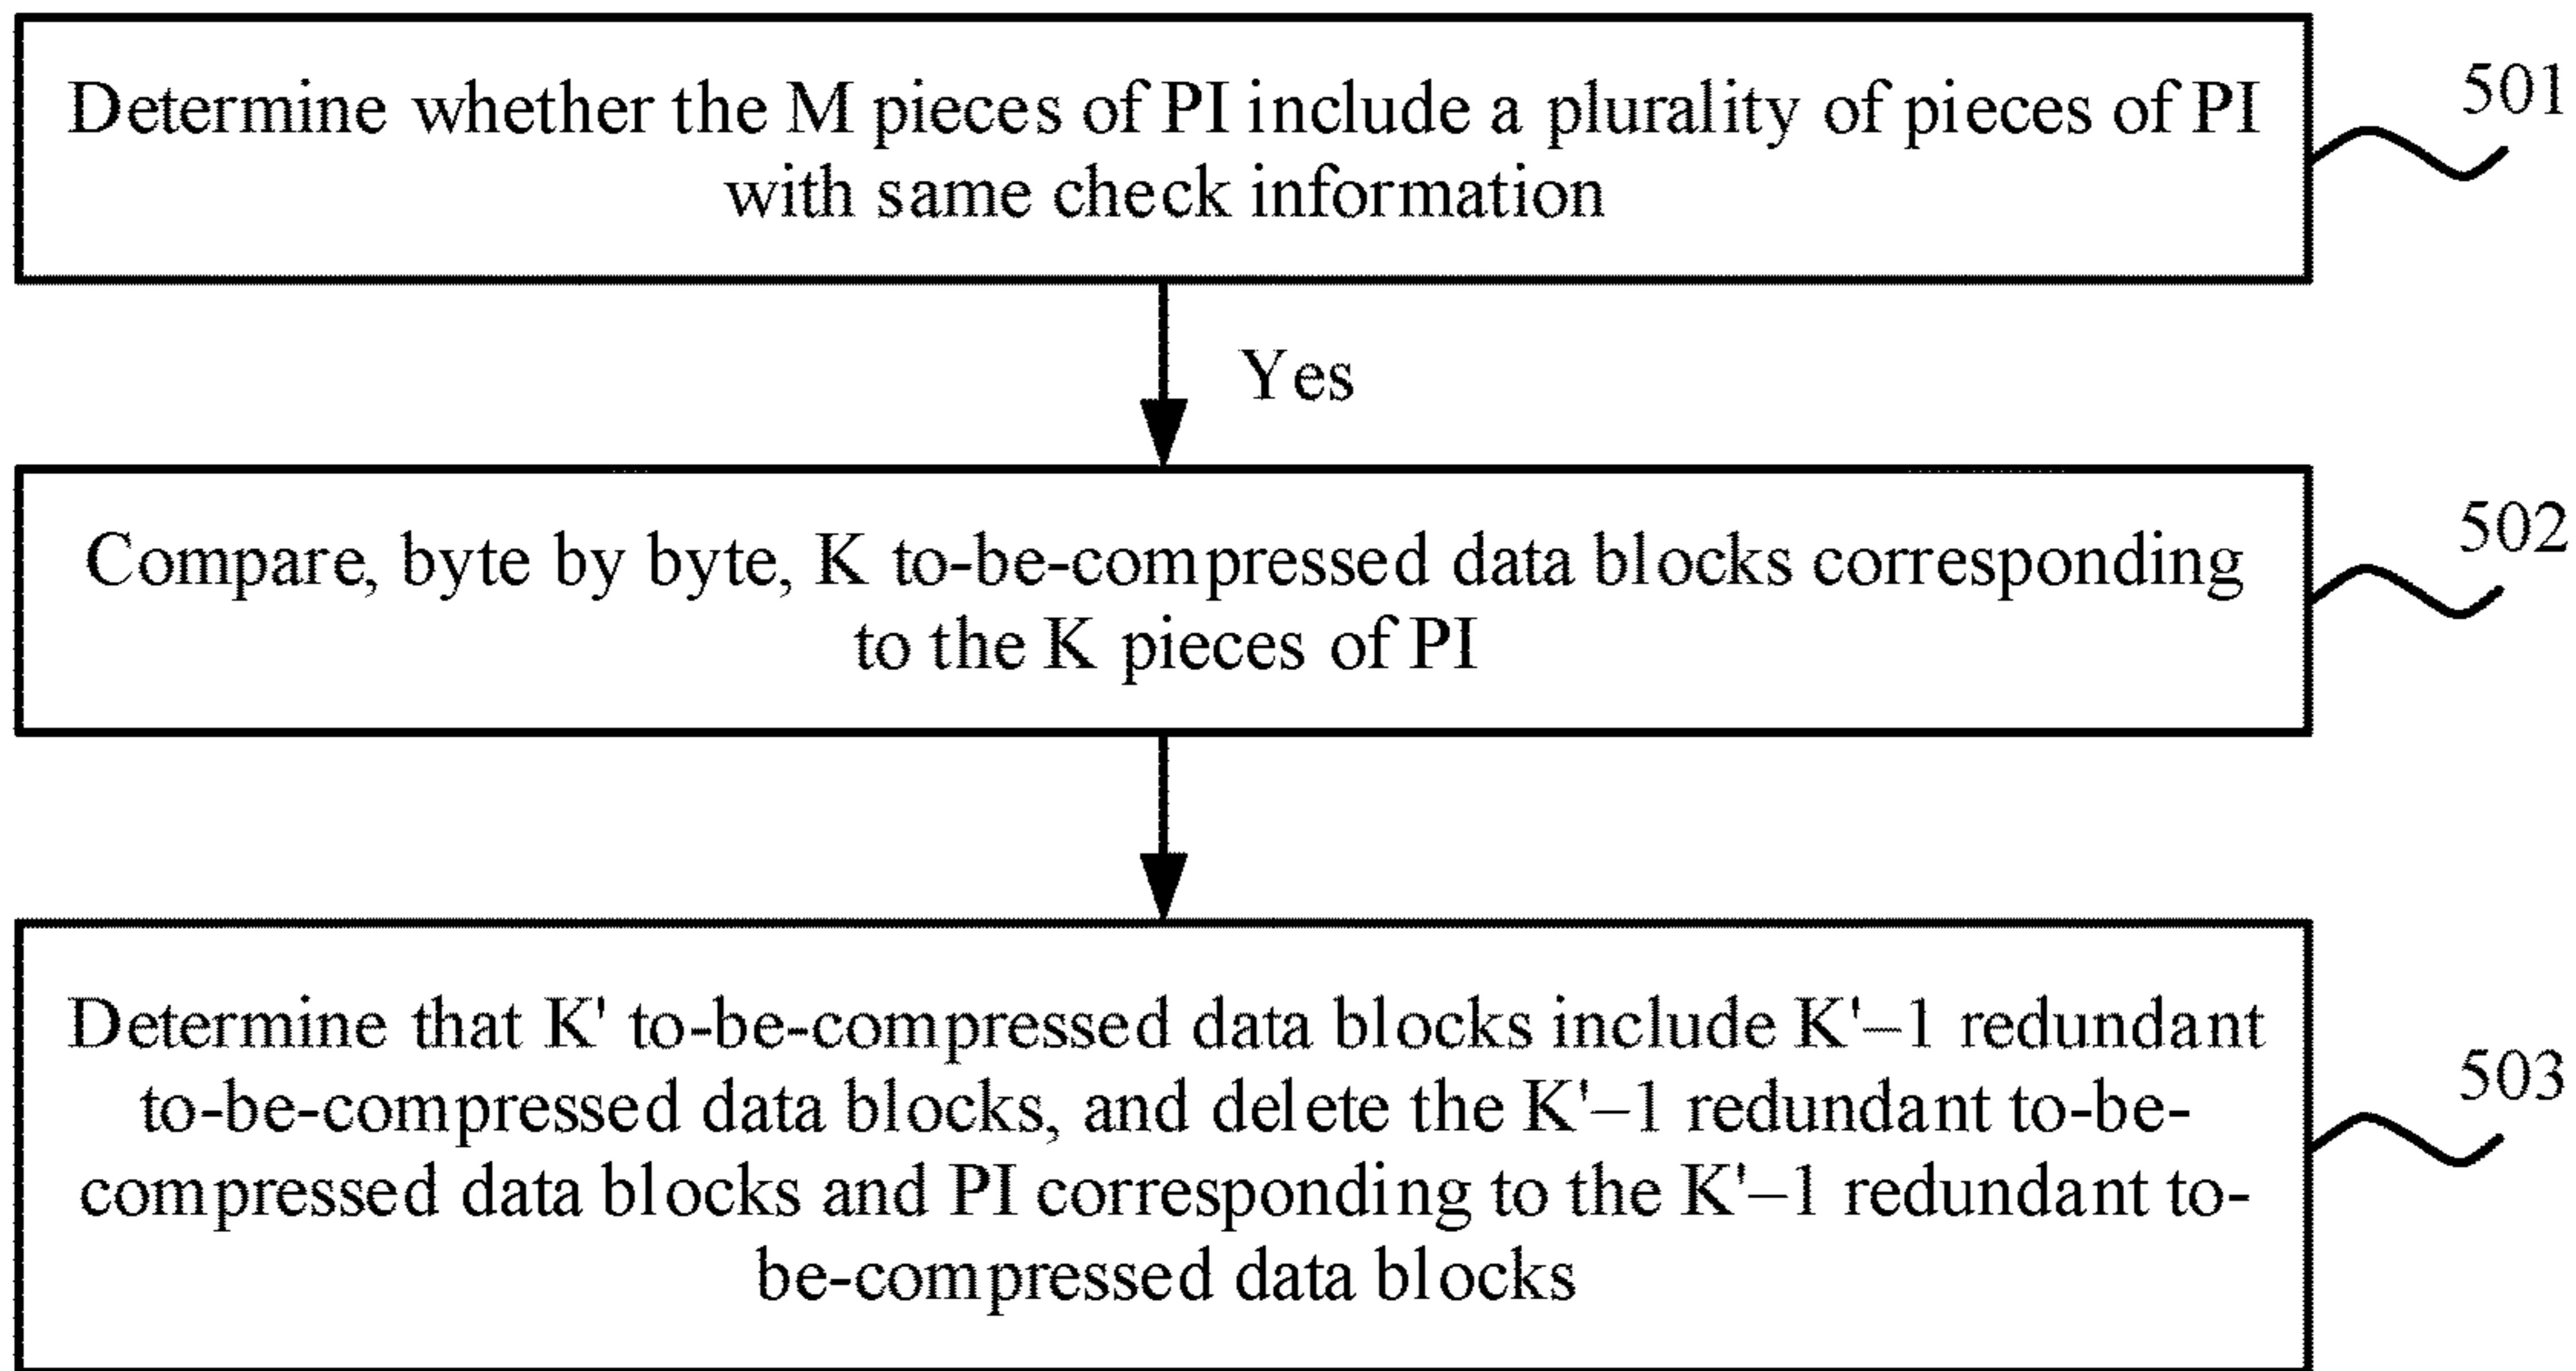 Determine whether the M pieces of PI include a plurality of pieces of PI
with same check information
501
Yes
Compare, byte by byte, K to-be-compressed data blocks corresponding
to the K pieces of PI
502
Determine that K' to-be-compressed data blocks include K'–1 redundant
to-be-compressed data blocks, and delete the K'–1 redundant to-be-
compressed data blocks and PI corresponding to the K'–1 redundant to-
be-compressed data blocks
503